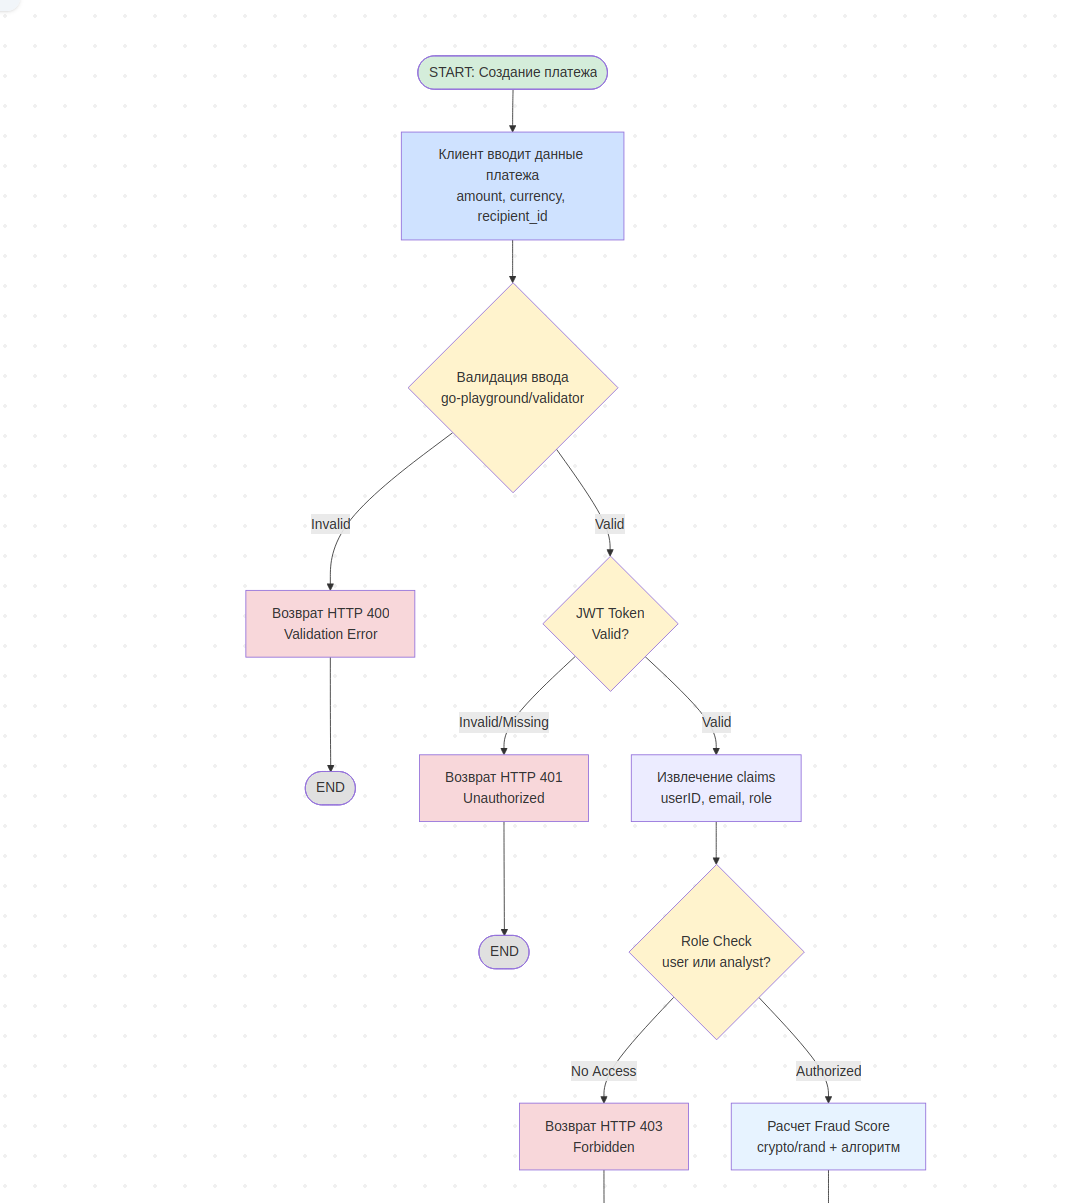 START: Создание платежа
Клиент вводит данные
платежа
amount, currency,
recipient_id
Валидация ввода
go-playground/validator
Invalid
Valid
Возврат HTTP 400
Validation Error
JWT Token
Valid?
Invalid/Missing
Valid
END
Возврат HTTP 401
Unauthorized
Извлечение claims
userID, email, role
END
Role Check
user или analyst?
No Access
Authorized
Возврат HTTP 403
Forbidden
Расчет Fraud Score
crypto/rand + алгоритм